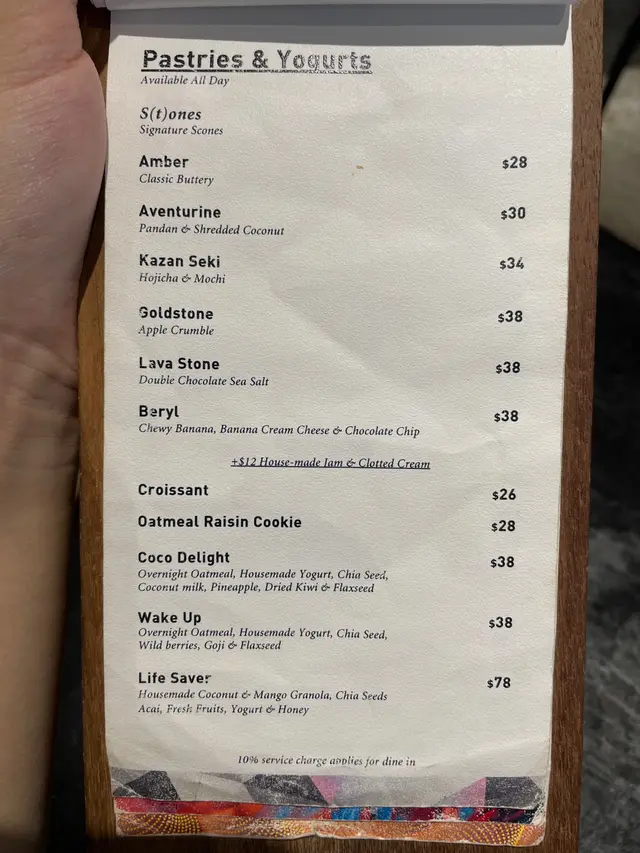 Pastries & Yogurts
Available All Day
S(t)ones
Signature Scones
Amber $28
Classic Buttery
Aventurine $30
Pandan & Shredded Coconut
Kazan Seki $34
Hojicha & Mochi
Goldstone $38
Apple Crumble
Lava Stone $38
Double Chocolate Sea Salt
Beryl $38
Chewy Banana, Banana Cream Cheese & Chocolate Chip
+$12 House-made Jam & Clotted Cream
Croissant $26
Oatmeal Raisin Cookie $28
Coco Delight $38
Overnight Oatmeal, Housemade Yogurt, Chia Seed,
Coconut milk, Pineapple, Dried Kiwi & Flaxseed
Wake Up $38
Overnight Oatmeal, Housemade Yogurt, Chia Seed,
Wild berries, Goji & Flaxseed
Life Saver $78
Housemade Coconut & Mango Granola, Chia Seeds
Acai, Fresh Fruits, Yogurt & Honey
10% service charge applies for dine in